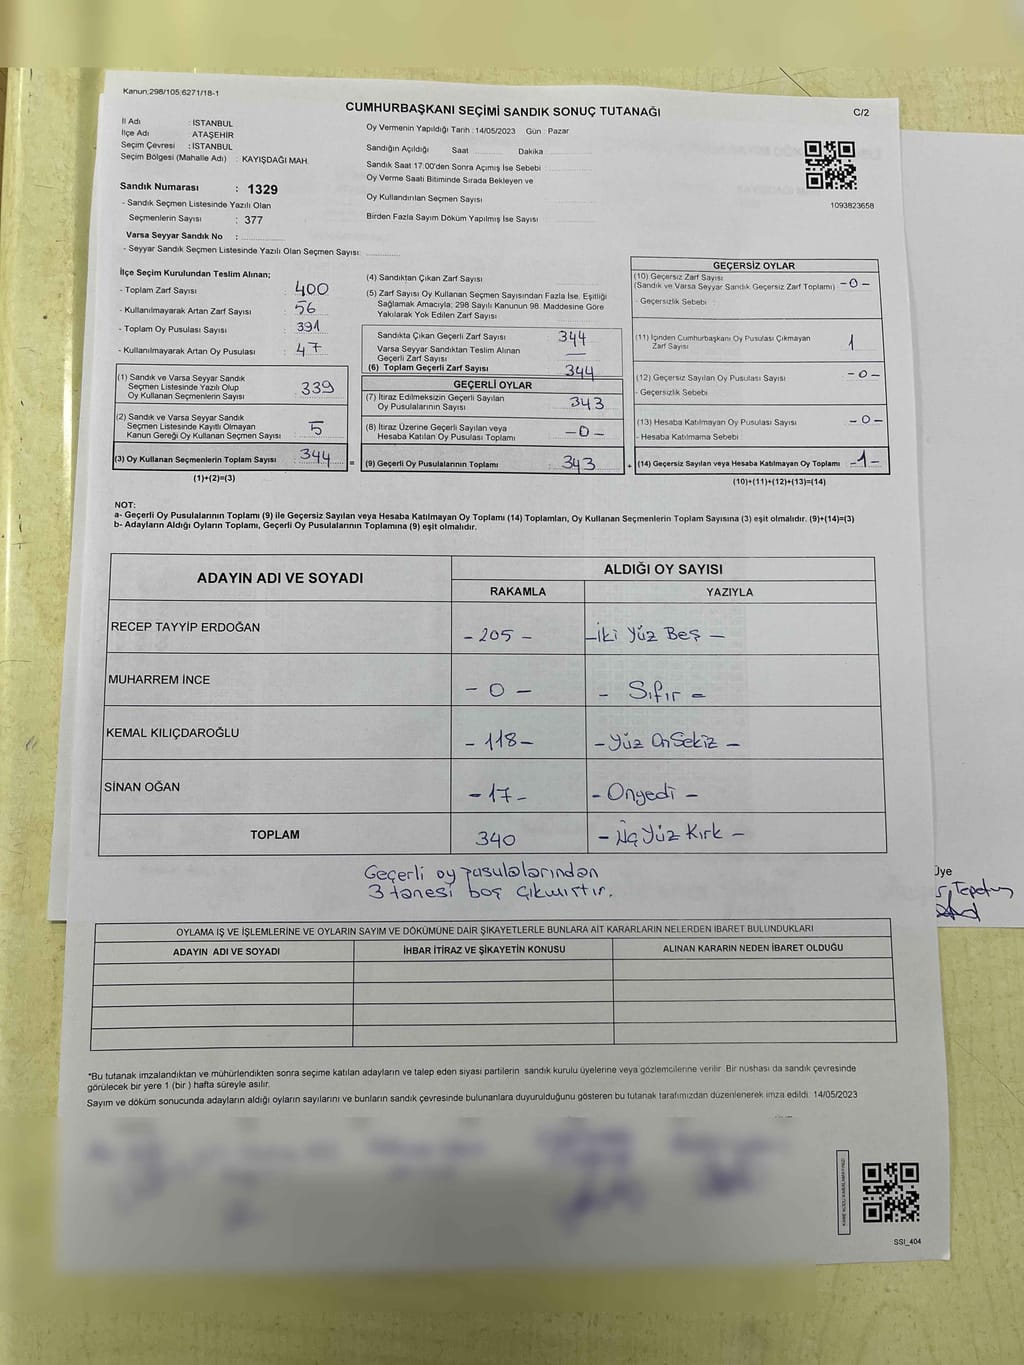 Kanun;298/105,6271/18-1
CUMHURBAŞKANI SEÇİMİ SANDIK SONUÇ TUTANAĞI
C/2
İl Adı : İSTANBUL
İlçe Adı : ATAŞEHİR
Seçim Çevresi : İSTANBUL
Seçim Bölgesi (Mahalle Adı) : KAYIŞDAĞI MAH.
Sandık Numarası : 1329
- Sandık Seçmen Listesinde Yazılı Olan
Seçmenlerin Sayısı : 377
Varsa Seyyar Sandık No :
- Seyyar Sandık Seçmen Listesinde Yazılı Olan Seçmen Sayısı:
Oy Vermenin Yapıldığı Tarih : 14/05/2023 Gün : Pazar
Sandığın Açıldığı Saat Dakika
Sandık Saat 17:00'den Sonra Açımış İse Sebebi
Oy Verme Saati Bitiminde Sırada Bekleyen ve
Oy Kullandırılan Seçmen Sayısı
Birden Fazla Sayım Döküm Yapılmış İse Sayısı
1093823658
İlçe Seçim Kurulundan Teslim Alınan;
- Toplam Zarf Sayısı : 400
- Kullanılmayarak Artan Zarf Sayısı : 56
- Toplam Oy Pusulası Sayısı : 391
- Kullanılmayarak Artan Oy Pusulası : 47
(1) Sandık ve Varsa Seyyar Sandık
Seçmen Listesinde Yazılı Olup
Oy Kullanan Seçmenlerin Sayısı 339
(2) Sandık ve Varsa Seyyar Sandık
Seçmen Listesinde Kayıtlı Olmayan
Kanun Gereği Oy Kullanan Seçmen Sayısı 5
(3) Oy Kullanan Seçmenlerin Toplam Sayısı 344 =
(1)+(2)=(3)
(4) Sandıktan Çıkan Zarf Sayısı
(5) Zarf Sayısı Oy Kullanan Seçmen Sayısından Fazla İse, Eşitliği
Sağlamak Amacıyla; 298 Sayılı Kanunun 98. Maddesine Göre
Yakılarak Yok Edilen Zarf Sayısı
Sandıkta Çıkan Geçerli Zarf Sayısı : 344
Varsa Seyyar Sandıktan Teslim Alınan
Geçerli Zarf Sayısı —
(6) Toplam Geçerli Zarf Sayısı 344
GEÇERLİ OYLAR
(7) İtiraz Edilmeksizin Geçerli Sayılan
Oy Pusulalarının Sayısı : 343
(8) İtiraz Üzerine Geçerli Sayılan veya
Hesaba Katılan Oy Pusulası Toplamı : -0-
(9) Geçerli Oy Pusulalarının Toplamı : 343 +
GEÇERSİZ OYLAR
(10) Geçersiz Zarf Sayısı
(Sandık ve Varsa Seyyar Sandık Geçersiz Zarf Toplamı) -0-
- Geçersizlik Sebebi :
(11) İçinden Cumhurbaşkanı Oy Pusulası Çıkmayan
Zarf Sayısı 1
(12) Geçersiz Sayılan Oy Pusulası Sayısı -0-
- Geçersizlik Sebebi
(13) Hesaba Katılmayan Oy Pusulası Sayısı -0-
- Hesaba Katılmama Sebebi
(14) Geçersiz Sayılan veya Hesaba Katılmayan Oy Toplamı -1-
(10)+(11)+(12)+(13)=(14)
NOT:
a- Geçerli Oy Pusulalarının Toplamı (9) ile Geçersiz Sayılan veya Hesaba Katılmayan Oy Toplamı (14) Toplamları, Oy Kullanan Seçmenlerin Toplam Sayısına (3) eşit olmalıdır. (9)+(14)=(3)
b- Adayların Aldığı Oyların Toplamı, Geçerli Oy Pusulalarının Toplamına (9) eşit olmalıdır.
ADAYIN ADI VE SOYADI
ALDIĞI OY SAYISI
RAKAMLA YAZIYLA
RECEP TAYYİP ERDOĞAN - 205 - -İki Yüz Beş -
MUHARREM İNCE - 0 - - Sıfır -
KEMAL KILIÇDAROĞLU - 118 - - Yüz OnSekiz -
SİNAN OĞAN - 17 - - Onyedi -
TOPLAM 340 - Üç Yüz Kırk -
Geçerli oy pusulalarından
3 tanesi boş çıkmıştır.
Üye
OYLAMA İŞ VE İŞLEMLERİNE VE OYLARIN SAYIM VE DÖKÜMÜNE DAİR ŞİKAYETLERLE BUNLARA AİT KARARLARIN NELERDEN İBARET BULUNDUKLARI
ADAYIN ADI VE SOYADI İHBAR İTİRAZ VE ŞİKAYETİN KONUSU ALINAN KARARIN NEDEN İBARET OLDUĞU
*Bu tutanak imzalandıktan ve mühürlendikten sonra seçime katılan adayların ve talep eden siyasi partilerin sandık kurulu üyelerine veya gözlemcilerine verilir. Bir nüshası da sandık çevresinde
görülecek bir yere 1 (bir ) hafta süreyle asılır.
Sayım ve döküm sonucunda adayların aldığı oyların sayılarını ve bunların sandık çevresinde bulunanlara duyurulduğunu gösteren bu tutanak tarafımızdan düzenlenerek imza edildi. 14/05/2023
SSI_404